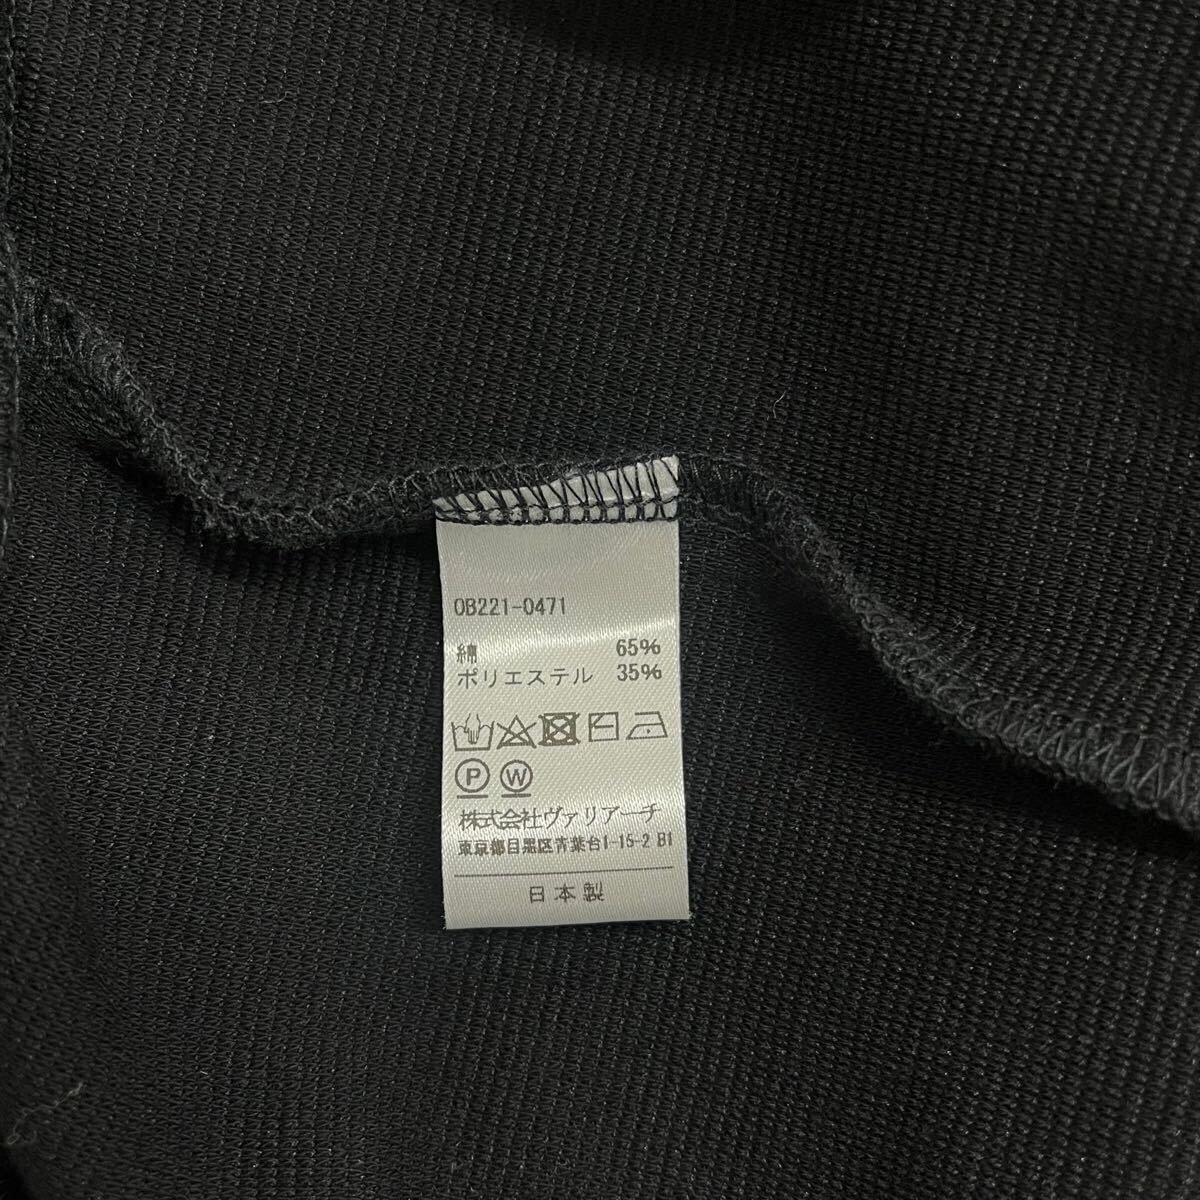 OB221-0471
綿 65%
ポリエステル 35%
P W
株式会社ヴァリアーチ
東京都目黒区青葉台1-15-2 B1
日本製